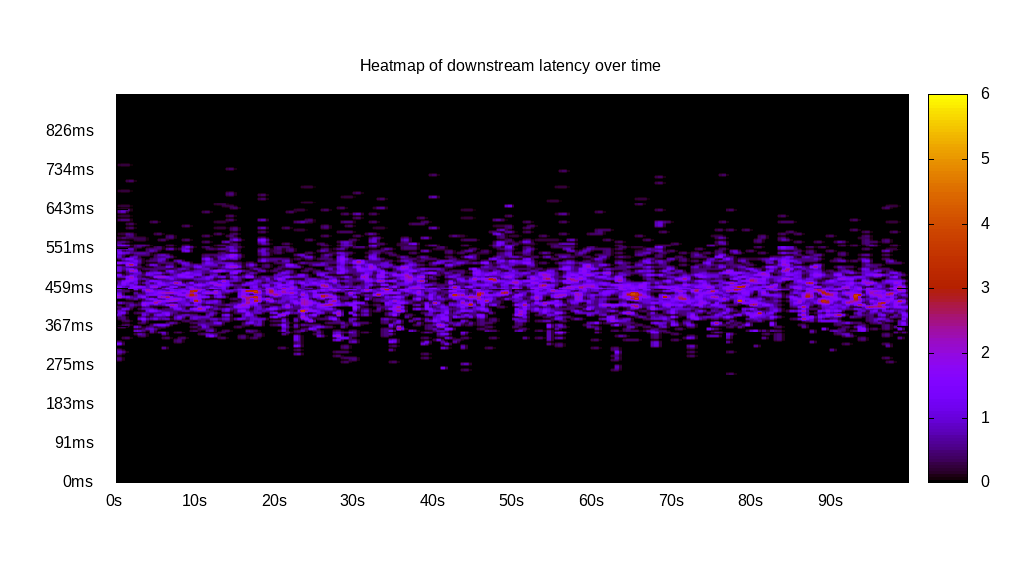 Heatmap of downstream latency over time
826ms
734ms
643ms
551ms
459ms
367ms
275ms
183ms
91ms
0ms
0s 10s 20s 30s 40s 50s 60s 70s 80s 90s
6
5
4
3
2
1
0